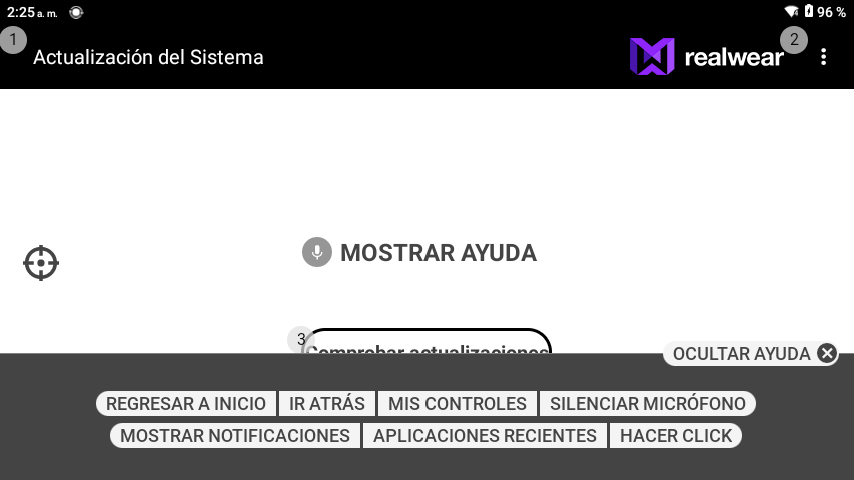 2:25 a. m. 96 %
1 2
Actualización del Sistema realwear
MOSTRAR AYUDA
3
Comprobar actualizaciones
OCULTAR AYUDA
REGRESAR A INICIO IR ATRÁS MIS CONTROLES SILENCIAR MICRÓFONO
MOSTRAR NOTIFICACIONES APLICACIONES RECIENTES HACER CLICK